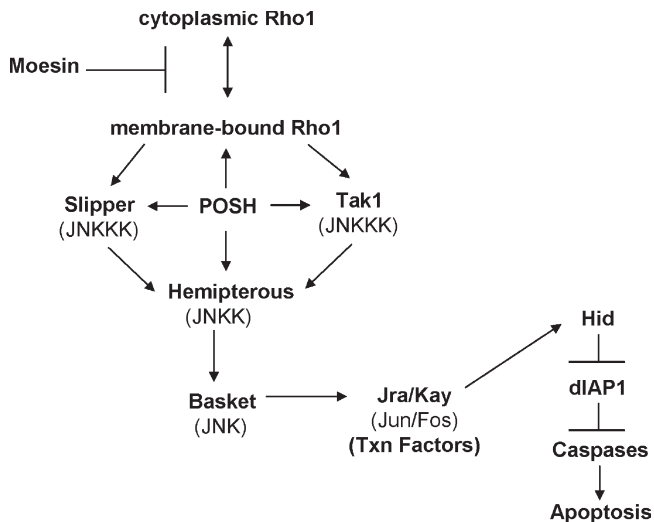 cytoplasmic Rho1
Moesin
membrane-bound Rho1
Slipper
(JNKKK)
POSH
Tak1
(JNKKK)
Hemipterous
(JNKK)
Basket
(JNK)
Jra/Kay
(Jun/Fos)
(Txn Factors)
Hid
dIAP1
Caspases
Apoptosis